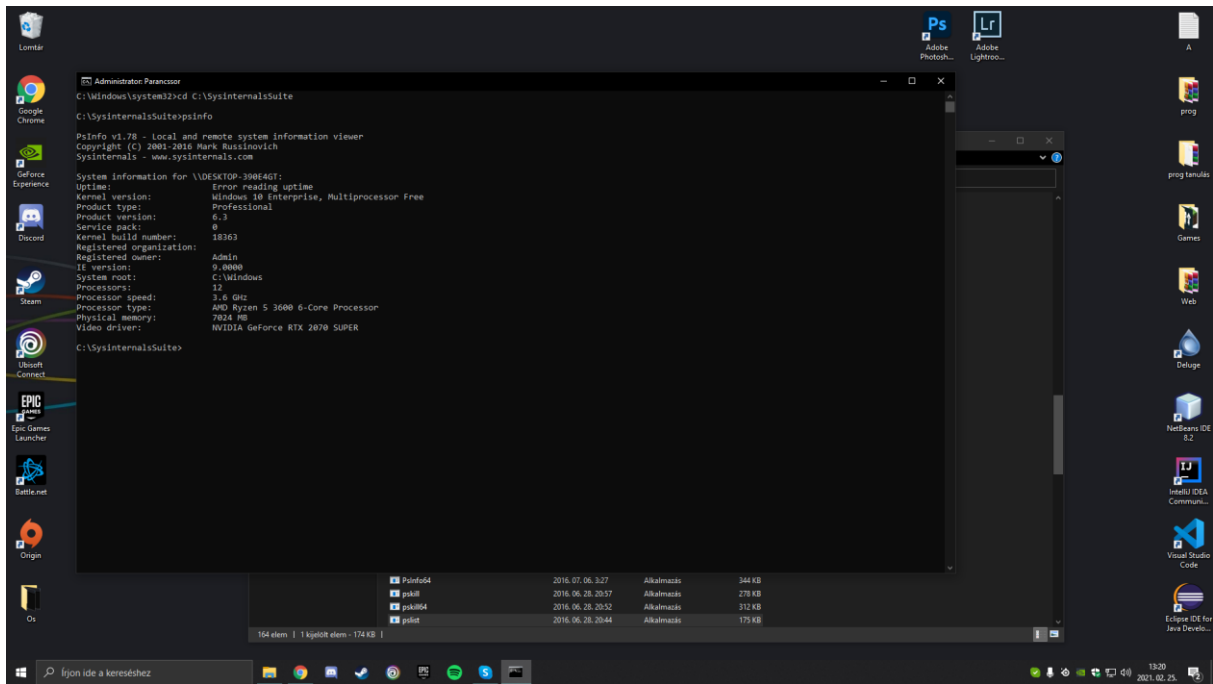 Lomtár
Google
Chrome
GeForce
Experience
Discord
Steam
Ubisoft
Connect
EPIC
GAMES
Epic Games
Launcher
Battle.net
Origin
Os
Administrator: Parancssor
C:\Windows\system32>cd C:\SysinternalsSuite
C:\SysinternalsSuite>psinfo
PsInfo v1.78 - Local and remote system information viewer
Copyright (C) 2001-2016 Mark Russinovich
Sysinternals - www.sysinternals.com
System information for \\DESKTOP-390E4GT:
Uptime: Error reading uptime
Kernel version: Windows 10 Enterprise, Multiprocessor Free
Product type: Professional
Product version: 6.3
Service pack: 0
Kernel build number: 18363
Registered organization:
Registered owner: Admin
IE version: 9.0000
System root: C:\Windows
Processors: 12
Processor speed: 3.6 GHz
Processor type: AMD Ryzen 5 3600 6-Core Processor
Physical memory: 7024 MB
Video driver: NVIDIA GeForce RTX 2070 SUPER
C:\SysinternalsSuite>
PsInfo64 2016. 07. 06. 3:27 Alkalmazás 344 KB
pskill 2016. 06. 28. 20:57 Alkalmazás 278 KB
pskill64 2016. 06. 28. 20:52 Alkalmazás 312 KB
pslist 2016. 06. 28. 20:44 Alkalmazás 175 KB
164 elem 1 kijelölt elem - 174 KB
Ps
Adobe
Photosh...
Lr
Adobe
Lightroo...
A
prog
prog tanulás
Games
Web
Deluge
NetBeans IDE
8.2
IJ
IntelliJ IDEA
Communi...
Visual Studio
Code
Eclipse IDE for
Java Develo...
Írjon ide a kereséshez
EPIC
13:20
2021. 02. 25.
2